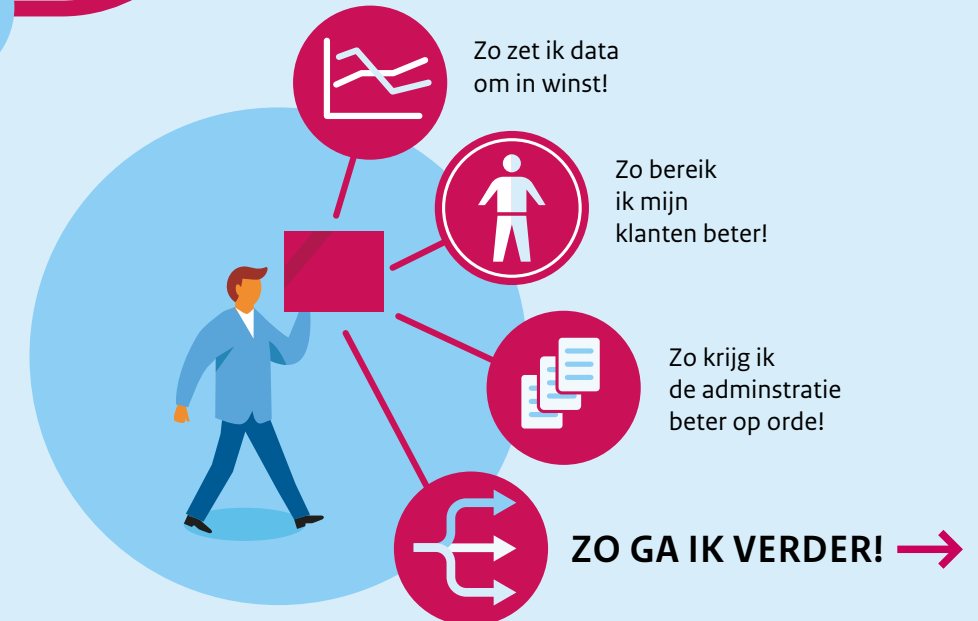 Zo zet ik data
om in winst!
Zo bereik
ik mijn
klanten beter!
Zo krijg ik
de adminstratie
beter op orde!
ZO GA IK VERDER!